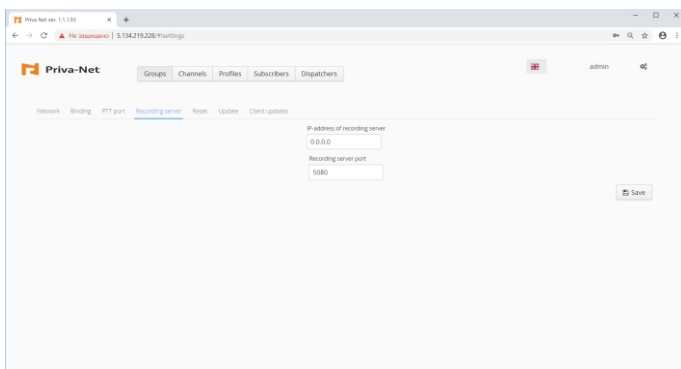 Priva-Net ver. 1.1.130
Не защищено 5.134.219.228/#!settings
Priva-Net
Groups Channels Profiles Subscribers Dispatchers
admin
Network Binding PTT port Recording server Reset Update Client updates
IP-address of recording server
0.0.0.0
Recording server port
5080
Save